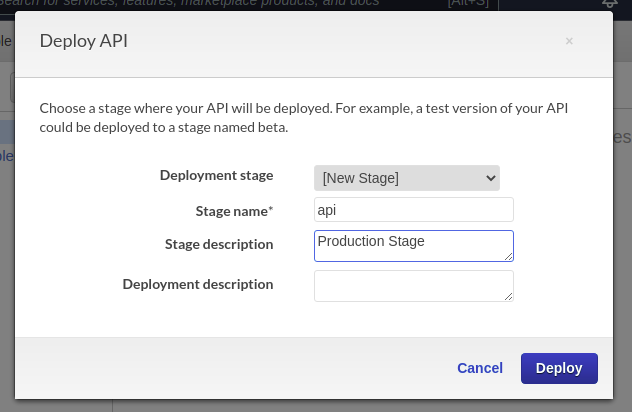 Search for services, features, marketplace products, and docs [Alt+S]
Deploy API ×
Choose a stage where your API will be deployed. For example, a test version of your API
could be deployed to a stage named beta.
Deployment stage [New Stage]
Stage name* api
Stage description Production Stage
Deployment description
Cancel Deploy